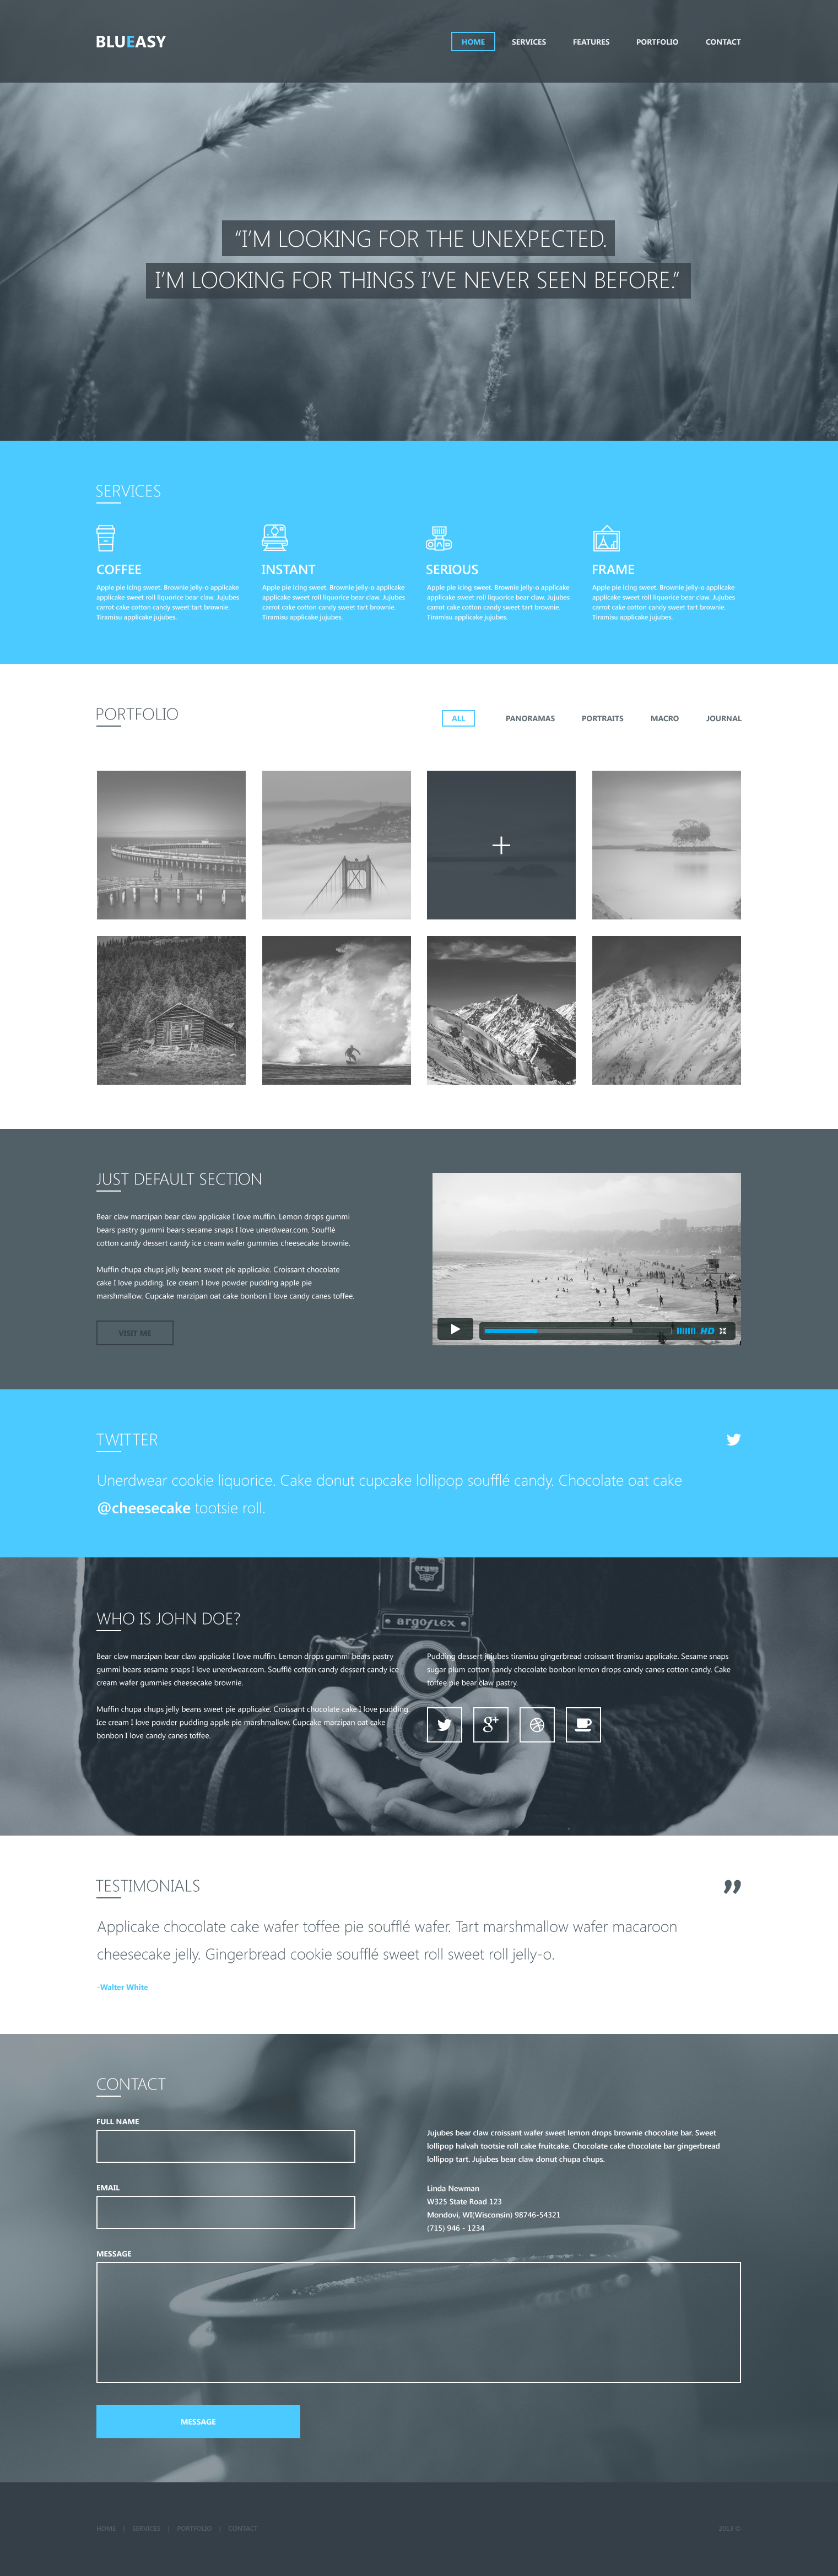 BLUEASY
HOME SERVICES FEATURES PORTFOLIO CONTACT
“I’M LOOKING FOR THE UNEXPECTED.
I’M LOOKING FOR THINGS I’VE NEVER SEEN BEFORE.”
SERVICES
COFFEE
Apple pie icing sweet. Brownie jelly-o applicake
applicake sweet roll liquorice bear claw. Jujubes
carrot cake cotton candy sweet tart brownie.
Tiramisu applicake jujubes.
INSTANT
Apple pie icing sweet. Brownie jelly-o applicake
applicake sweet roll liquorice bear claw. Jujubes
carrot cake cotton candy sweet tart brownie.
Tiramisu applicake jujubes.
SERIOUS
Apple pie icing sweet. Brownie jelly-o applicake
applicake sweet roll liquorice bear claw. Jujubes
carrot cake cotton candy sweet tart brownie.
Tiramisu applicake jujubes.
FRAME
Apple pie icing sweet. Brownie jelly-o applicake
applicake sweet roll liquorice bear claw. Jujubes
carrot cake cotton candy sweet tart brownie.
Tiramisu applicake jujubes.
PORTFOLIO
ALL PANORAMAS PORTRAITS MACRO JOURNAL
JUST DEFAULT SECTION
Bear claw marzipan bear claw applicake I love muffin. Lemon drops gummi
bears pastry gummi bears sesame snaps I love unerdwear.com. Soufflé
cotton candy dessert candy ice cream wafer gummies cheesecake brownie.
Muffin chupa chups jelly beans sweet pie applicake. Croissant chocolate
cake I love pudding. Ice cream I love powder pudding apple pie
marshmallow. Cupcake marzipan oat cake bonbon I love candy canes toffee.
VISIT ME
HD
TWITTER
Unerdwear cookie liquorice. Cake donut cupcake lollipop soufflé candy. Chocolate oat cake
@cheesecake tootsie roll.
argoflex
WHO IS JOHN DOE?
Bear claw marzipan bear claw applicake I love muffin. Lemon drops gummi bears pastry
gummi bears sesame snaps I love unerdwear.com. Soufflé cotton candy dessert candy ice
cream wafer gummies cheesecake brownie.
Muffin chupa chups jelly beans sweet pie applicake. Croissant chocolate cake I love pudding.
Ice cream I love powder pudding apple pie marshmallow. Cupcake marzipan oat cake
bonbon I love candy canes toffee.
Pudding dessert jujubes tiramisu gingerbread croissant tiramisu applicake. Sesame snaps
sugar plum cotton candy chocolate bonbon lemon drops candy canes cotton candy. Cake
toffee pie bear claw pastry.
g+
TESTIMONIALS
”
Applicake chocolate cake wafer toffee pie soufflé wafer. Tart marshmallow wafer macaroon
cheesecake jelly. Gingerbread cookie soufflé sweet roll sweet roll jelly-o.
-Walter White
CONTACT
FULL NAME
EMAIL
Jujubes bear claw croissant wafer sweet lemon drops brownie chocolate bar. Sweet
lollipop halvah tootsie roll cake fruitcake. Chocolate cake chocolate bar gingerbread
lollipop tart. Jujubes bear claw donut chupa chups.
Linda Newman
W325 State Road 123
Mondovi, WI(Wisconsin) 98746-54321
(715) 946 - 1234
MESSAGE
MESSAGE
HOME | SERVICES | PORTFOLIO | CONTACT
2013 ©